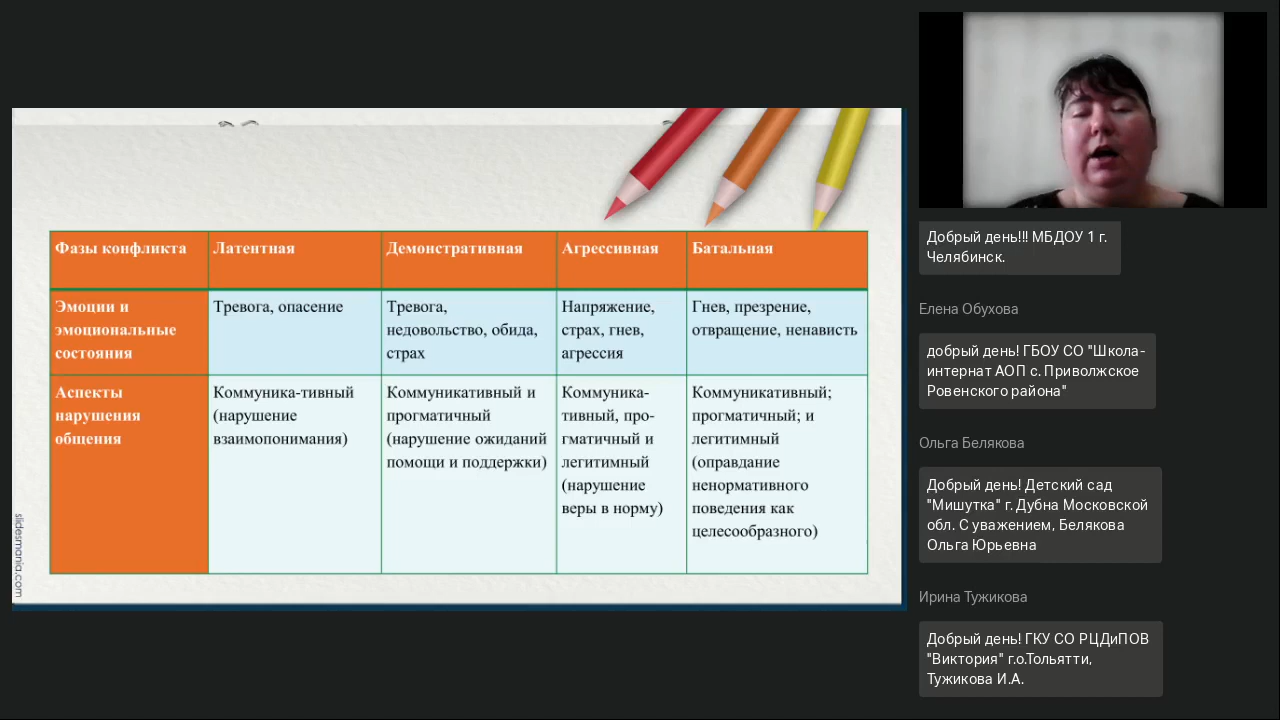 Фазы конфликта
Латентная
Демонстративная
Агрессивная
Батальная
Эмоции и
эмоциональные
состояния
Тревога, опасение
Тревога,
недовольство, обида,
страх
Напряжение,
страх, гнев,
агрессия
Гнев, презрение,
отвращение, ненависть
Аспекты
нарушения
общения
Коммуника-тивный
(нарушение
взаимопонимания)
Коммуникативный и
прогматичный
(нарушение ожиданий
помощи и поддержки)
Коммуника-
тивный, про-
гматичный и
легитимный
(нарушение
веры в норму)
Коммуникативный;
прогматичный; и
легитимный
(оправдание
ненормативного
поведения как
целесообразного)
slidesmania.com
Добрый день!!! МБДОУ 1 г.
Челябинск.
Елена Обухова
добрый день! ГБОУ СО "Школа-
интернат АОП с. Приволжское
Ровенского района"
Ольга Белякова
Добрый день! Детский сад
"Мишутка" г. Дубна Московской
обл. С уважением, Белякова
Ольга Юрьевна
Ирина Тужикова
Добрый день! ГКУ СО РЦДиПОВ
"Виктория" г.о.Тольятти,
Тужикова И.А.